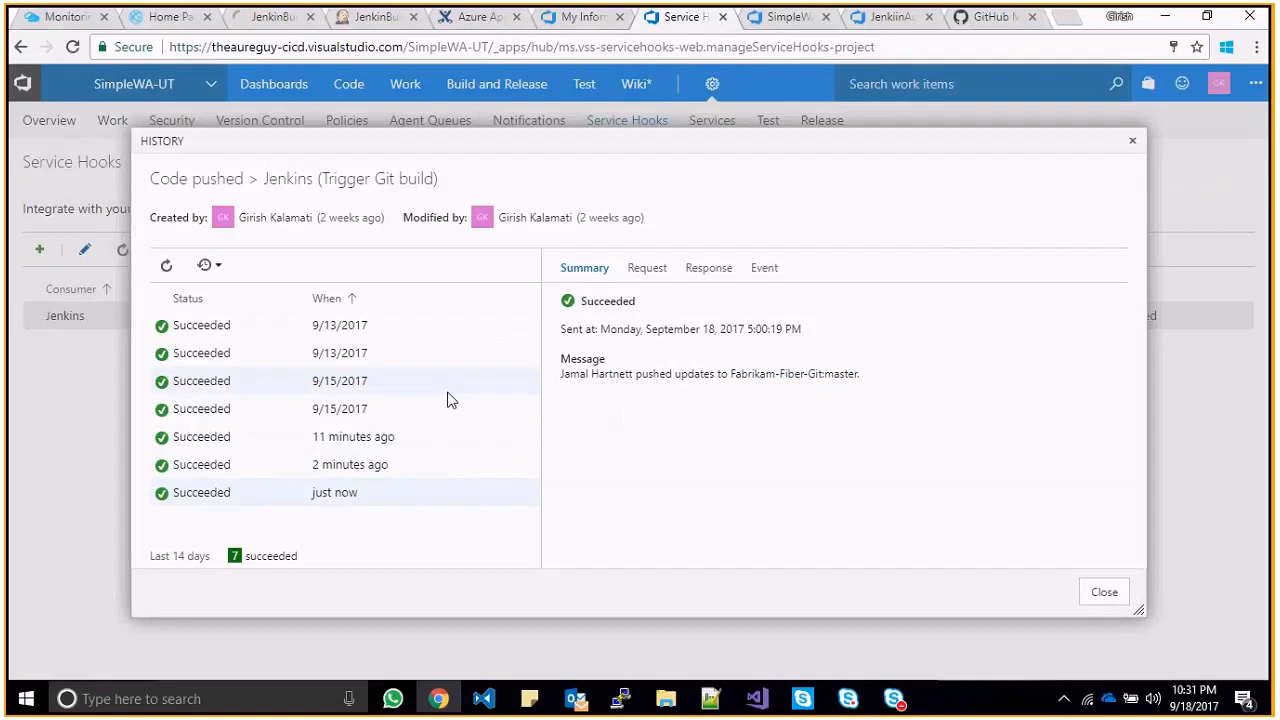 Monitorin
Home Pa
JenkinBu
JenkinBu
Azure Ap
My Infor
Service H
SimpleW
JenkiinA
GitHub M
Girish
Secure
https://theaureguy-cicd.visualstudio.com/SimpleWA-UT/_apps/hub/ms.vss-servicehooks-web.manageServiceHooks-project
SimpleWA-UT
Dashboards
Code
Work
Build and Release
Test
Wiki*
Search work items
GK
Overview
Work
Security
Version Control
Policies
Agent Queues
Notifications
Service Hooks
Services
Test
Release
Service Hooks
Integrate with your
Consumer
Jenkins
ed
HISTORY
Code pushed > Jenkins (Trigger Git build)
Created by: GK Girish Kalamati (2 weeks ago) Modified by: GK Girish Kalamati (2 weeks ago)
Status When
Succeeded 9/13/2017
Succeeded 9/13/2017
Succeeded 9/15/2017
Succeeded 9/15/2017
Succeeded 11 minutes ago
Succeeded 2 minutes ago
Succeeded just now
Last 14 days 7 succeeded
Summary Request Response Event
Succeeded
Sent at: Monday, September 18, 2017 5:00:19 PM
Message
Jamal Hartnett pushed updates to Fabrikam-Fiber-Git:master.
Close
Type here to search
10:31 PM
9/18/2017
4